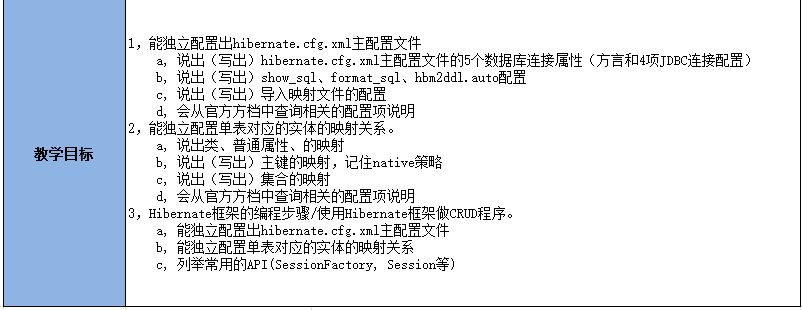 教学目标
1，能独立配置出hibernate.cfg.xml主配置文件
a, 说出（写出）hibernate.cfg.xml主配置文件的5个数据库连接属性（方言和4项JDBC连接配置）
b, 说出（写出）show_sql、format_sql、hbm2ddl.auto配置
c, 说出（写出）导入映射文件的配置
d, 会从官方方档中查询相关的配置项说明
2，能独立配置单表对应的实体的映射关系。
a, 说出类、普通属性、的映射
b, 说出（写出）主键的映射，记住native策略
c, 说出（写出）集合的映射
d, 会从官方方档中查询相关的配置项说明
3，Hibernate框架的编程步骤/使用Hibernate框架做CRUD程序。
a, 能独立配置出hibernate.cfg.xml主配置文件
b, 能独立配置单表对应的实体的映射关系
c, 列举常用的API(SessionFactory, Session等)